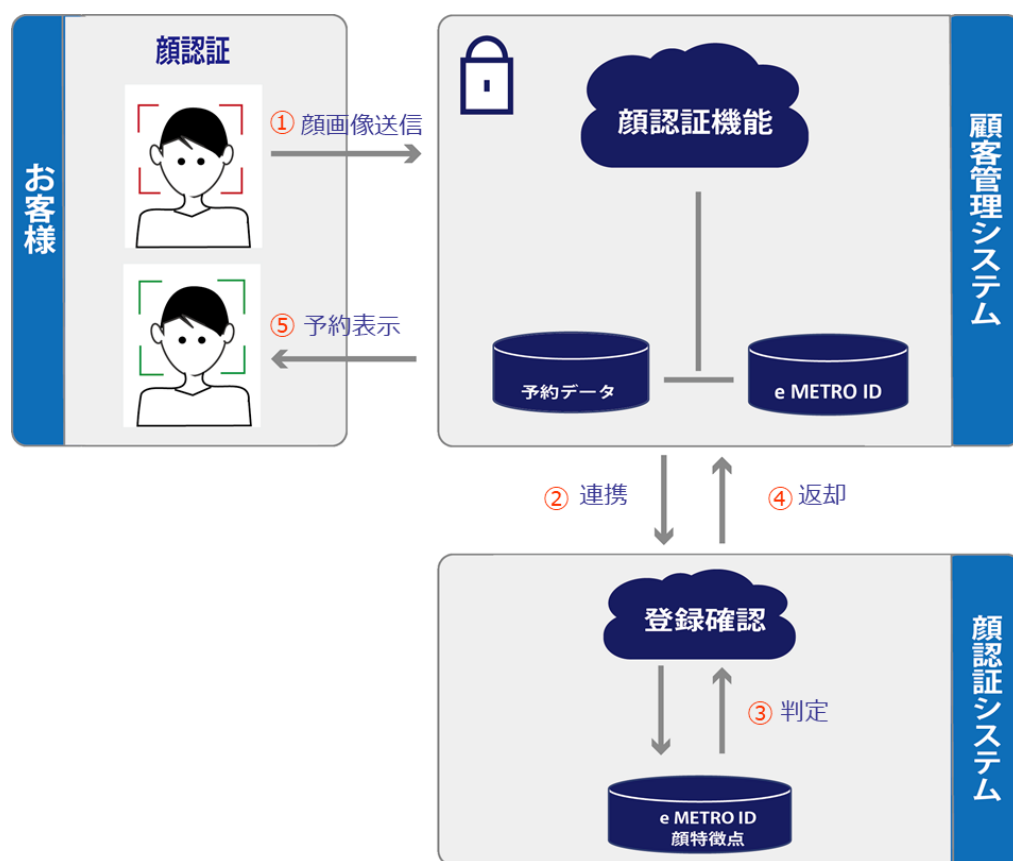 お客様
顔認証
① 顔画像送信
⑤ 予約表示
顔認証機能
予約データ
e METRO ID
顧客管理システム
② 連携
④ 返却
登録確認
③ 判定
e METRO ID
顔特徴点
顔認証システム